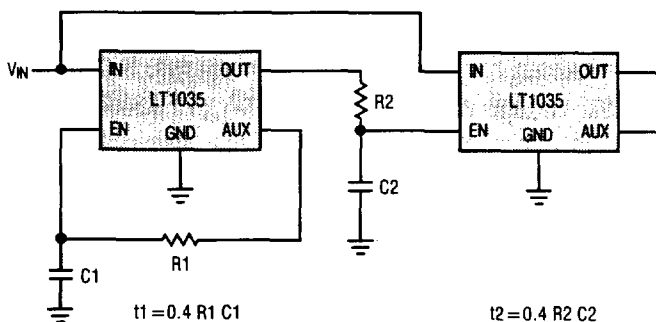 VIN
IN
OUT
LT1035
EN
GND
AUX
R2
C2
IN
OUT
LT1035
EN
GND
AUX
R1
C1
t1=0.4 R1 C1
t2=0.4 R2 C2